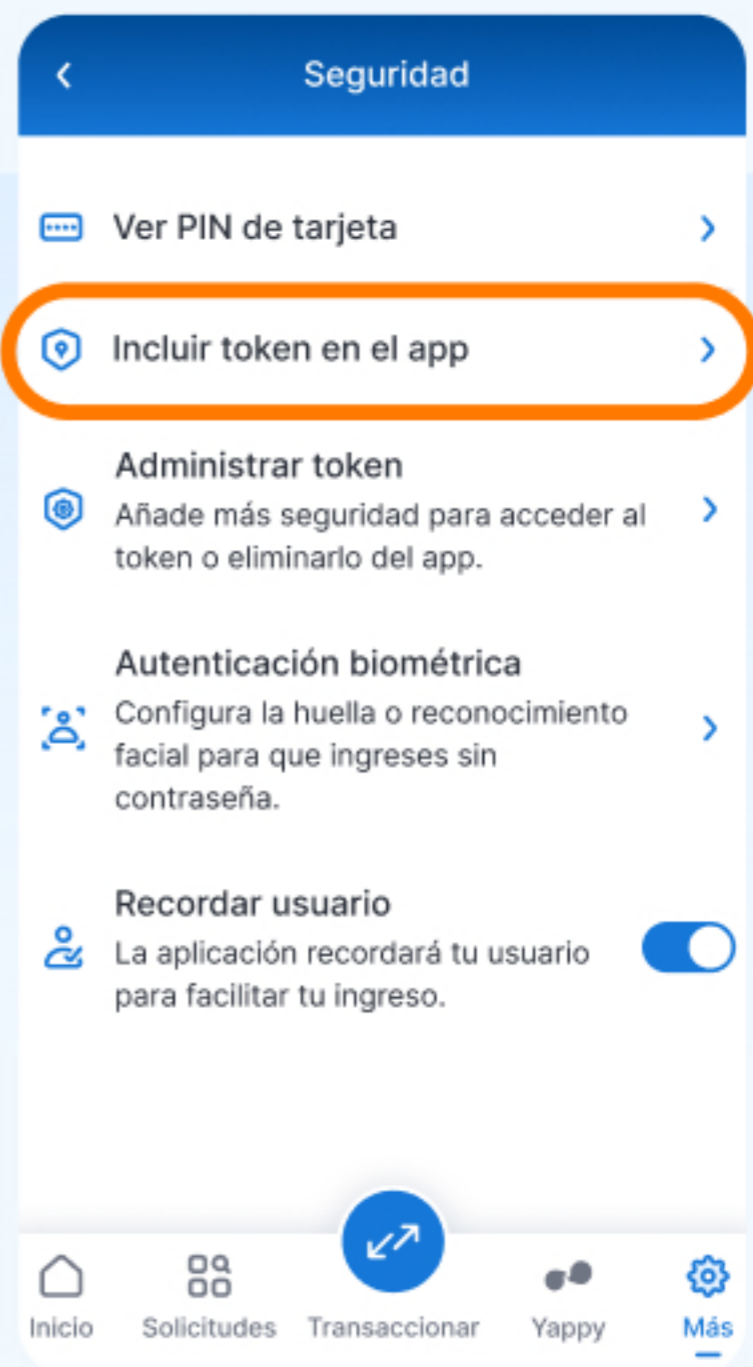 Seguridad
Ver PIN de tarjeta
Incluir token en el app
Administrar token
Añade más seguridad para acceder al
token o eliminarlo del app.
Autenticación biométrica
Configura la huella o reconocimiento
facial para que ingreses sin
contraseña.
Recordar usuario
La aplicación recordará tu usuario
para facilitar tu ingreso.
Inicio
Solicitudes
Transaccionar
Yappy
Más